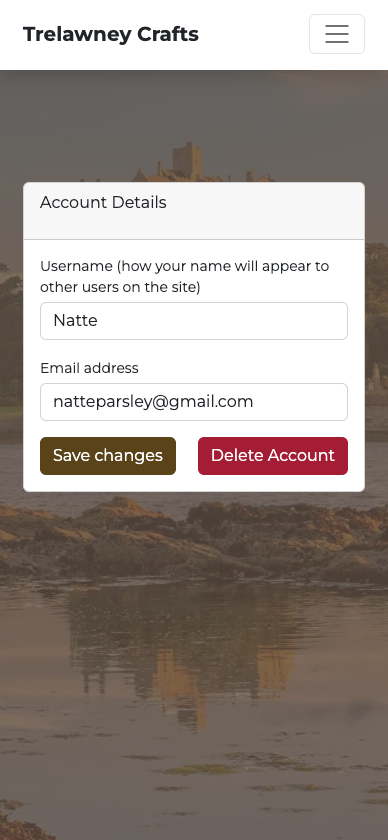 Trelawney Crafts
Account Details
Username (how your name will appear to
other users on the site)
Natte
Email address
natteparsley@gmail.com
Save changes
Delete Account